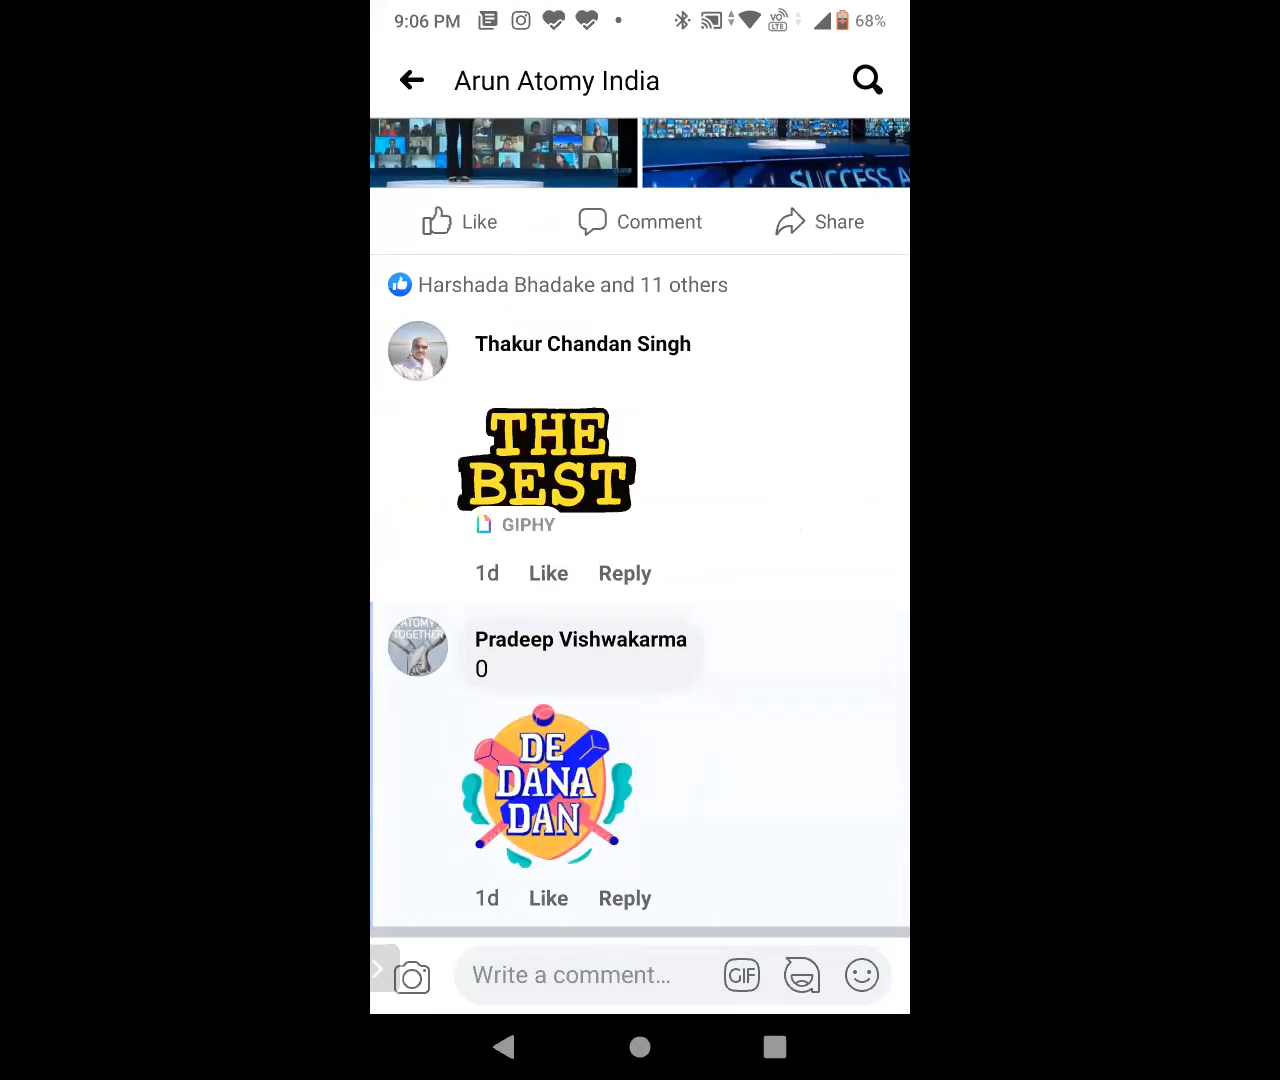 9:06 PM
VO LTE
68%
Arun Atomy India
SUCCESS A
Like
Comment
Share
Harshada Bhadake and 11 others
Thakur Chandan Singh
THE
BEST
GIPHY
1d Like Reply
ATOMY
TOGETHER
Pradeep Vishwakarma
0
DE
DANA
DAN
1d Like Reply
Write a comment...
GIF